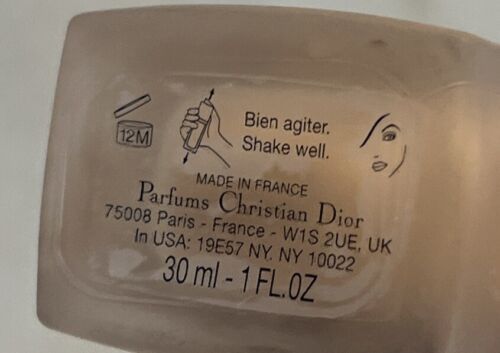 12M
Bien agiter.
Shake well.
MADE IN FRANCE
Parfums Christian Dior
75008 Paris - France - W1S 2UE, UK
In USA: 19E57 NY, NY 10022
30 ml - 1 FL.OZ